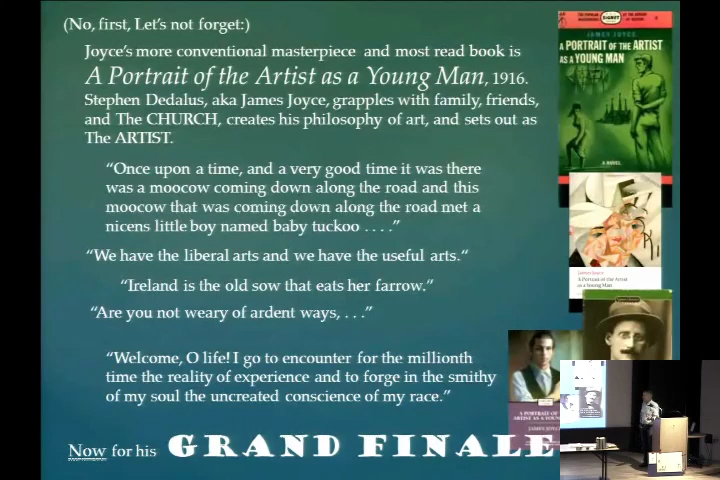 (No, first, Let's not forget:)
Joyce's more conventional masterpiece and most read book is
A Portrait of the Artist as a Young Man, 1916.
Stephen Dedalus, aka James Joyce, grapples with family, friends,
and The CHURCH, creates his philosophy of art, and sets out as
The ARTIST.
“Once upon a time, and a very good time it was there
was a moocow coming down along the road and this
moocow that was coming down along the road met a
nicens little boy named baby tuckoo . . . .”
“We have the liberal arts and we have the useful arts.“
“Ireland is the old sow that eats her farrow.”
“Are you not weary of ardent ways, . . .”
“Welcome, O life! I go to encounter for the millionth
time the reality of experience and to forge in the smithy
of my soul the uncreated conscience of my race.”
Now for his GRAND FINALE
SIGNET
JAMES JOYCE
A PORTRAIT OF THE ARTIST
AS A YOUNG MAN
A NOVEL
James Joyce
A Portrait of the Artist
as a Young Man
A PORTRAIT OF
ARTIST AS A YOUN
JAMES JOYC